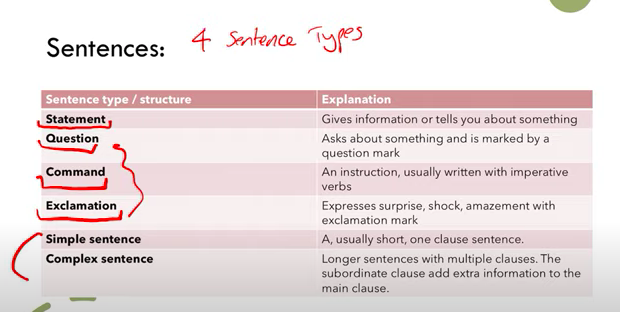 Sentences: 4 Sentence Types
Sentence type / structure Explanation
Statement Gives information or tells you about something
Question Asks about something and is marked by a
question mark
Command An instruction, usually written with imperative
verbs
Exclamation Expresses surprise, shock, amazement with
exclamation mark
Simple sentence A, usually short, one clause sentence.
Complex sentence Longer sentences with multiple clauses. The
subordinate clause add extra information to the
main clause.